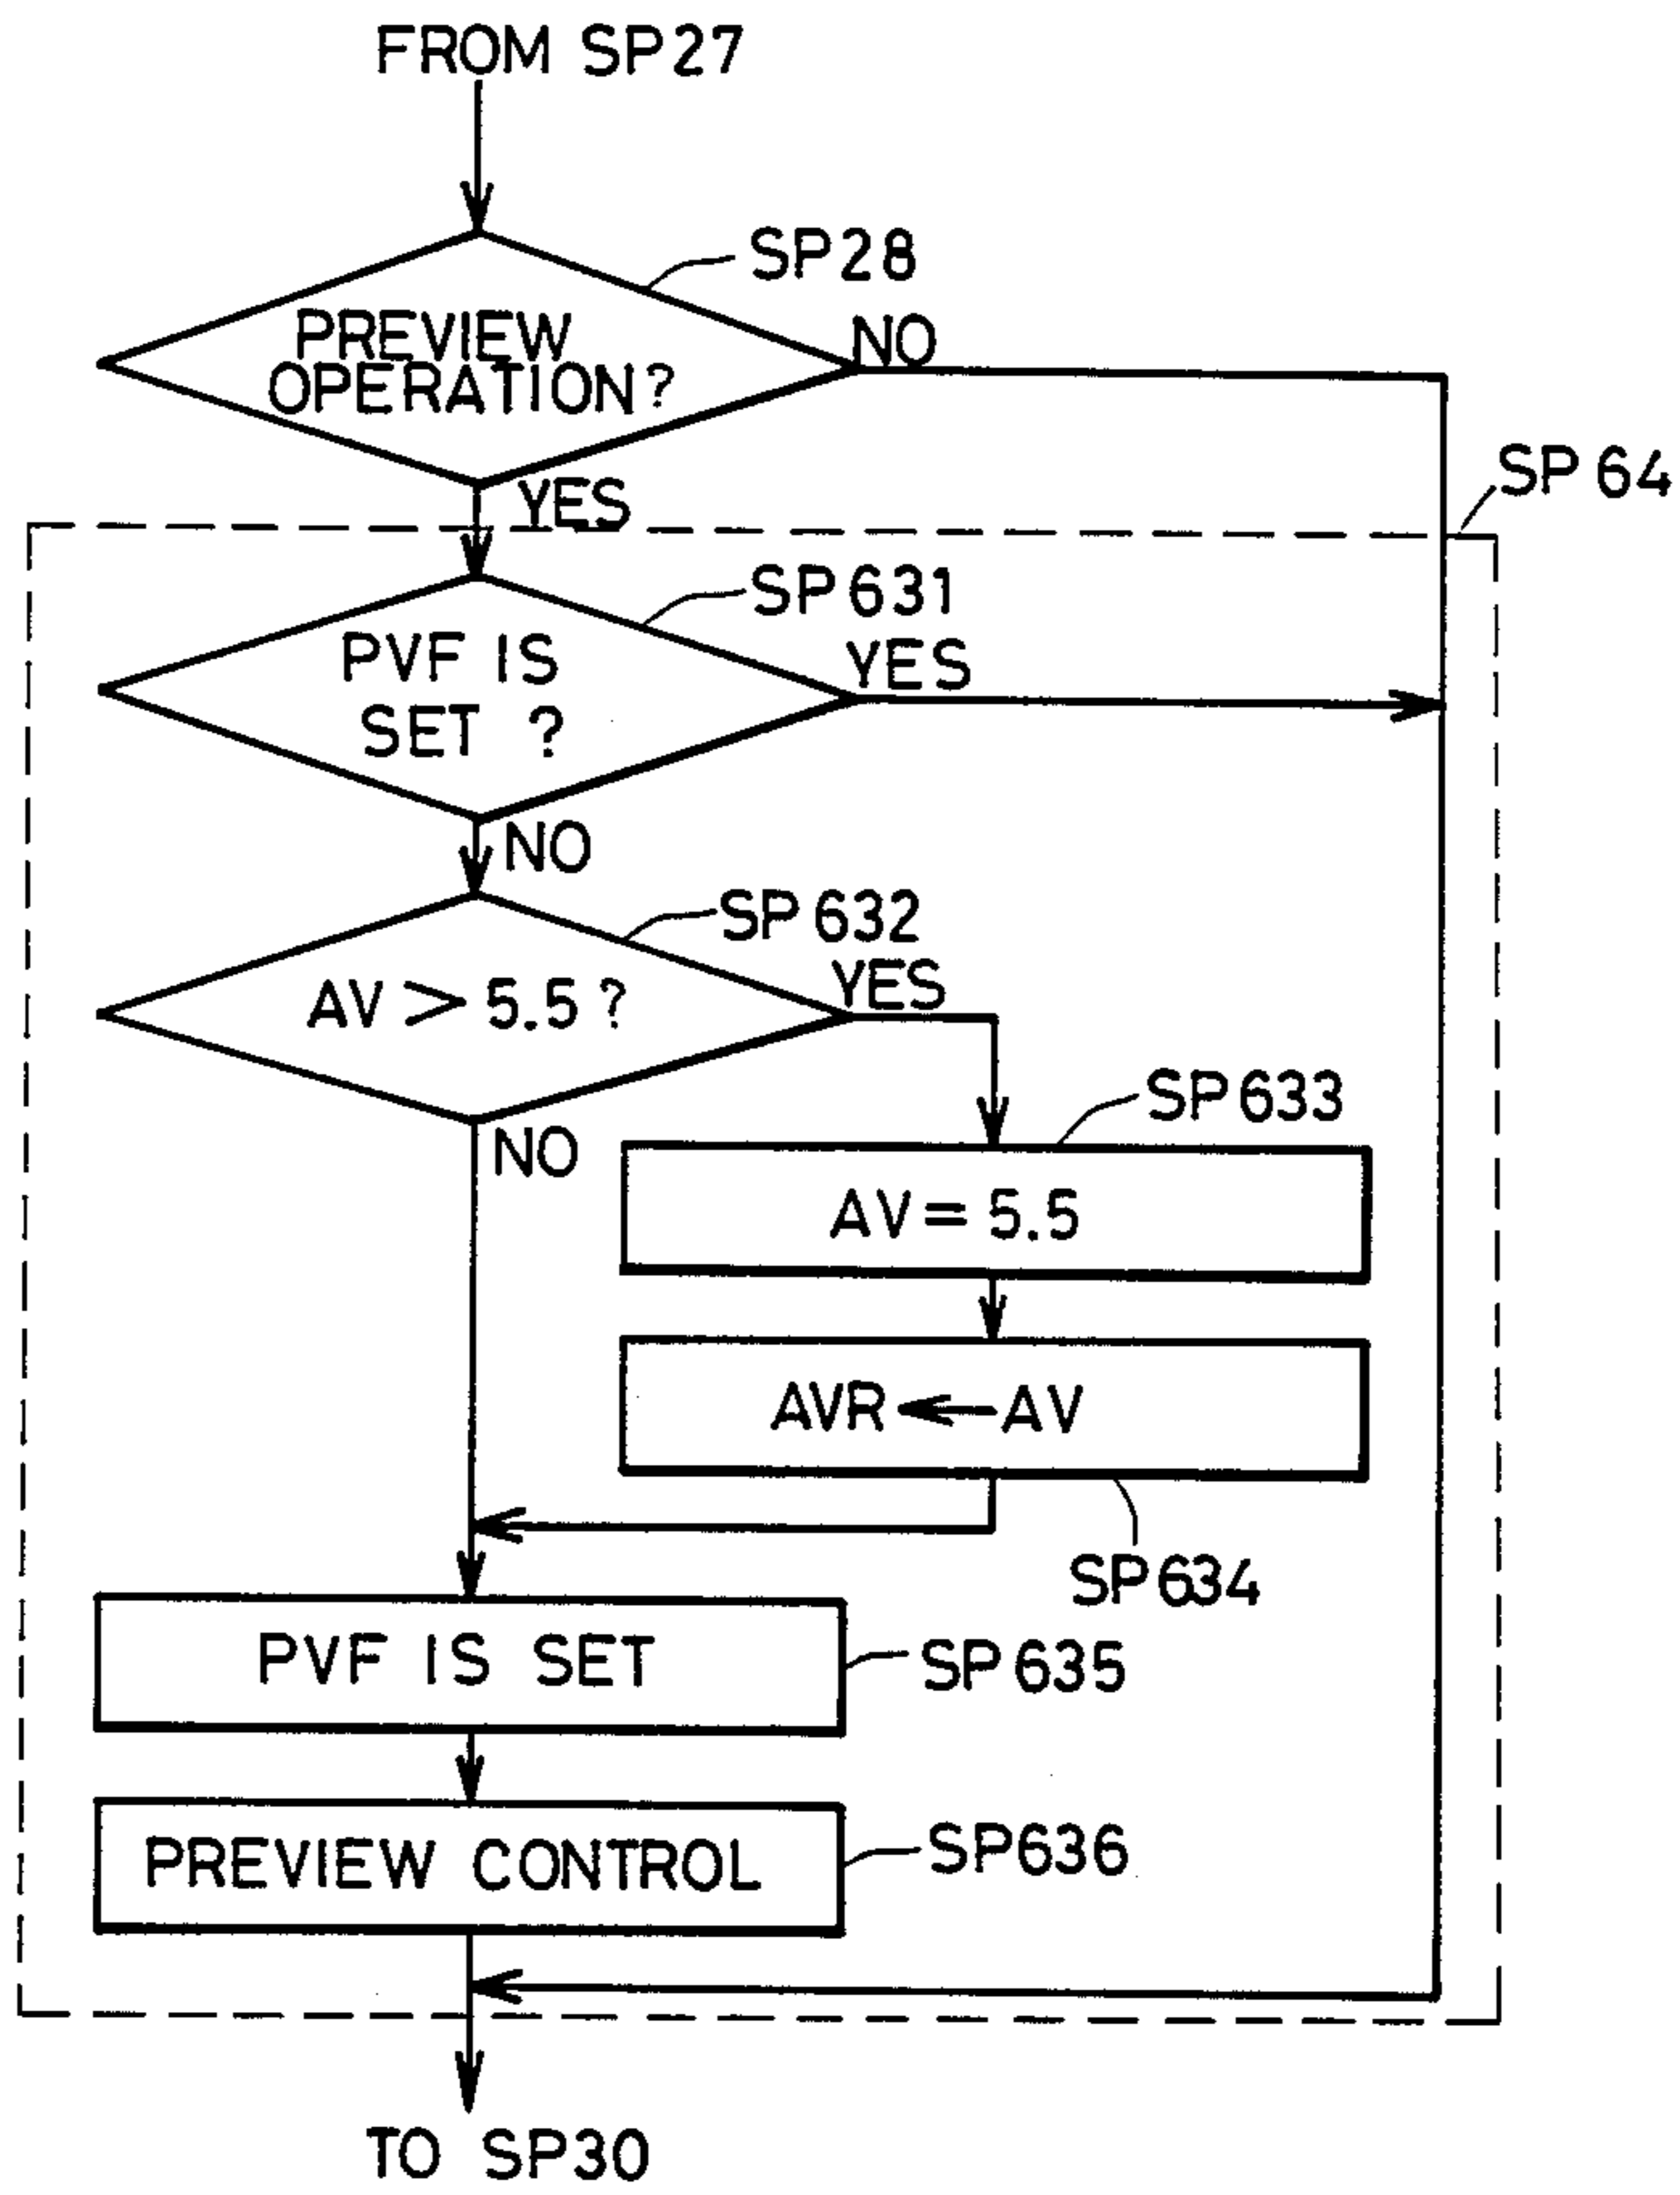 FROM SP27
SP28
PREVIEW
OPERATION?
NO
YES
SP64
SP631
PVF IS
SET ?
YES
NO
SP632
AV > 5.5?
YES
NO
SP633
AV = 5.5
AVR ← AV
SP634
PVF IS SET
SP635
PREVIEW CONTROL
SP636
TO SP30